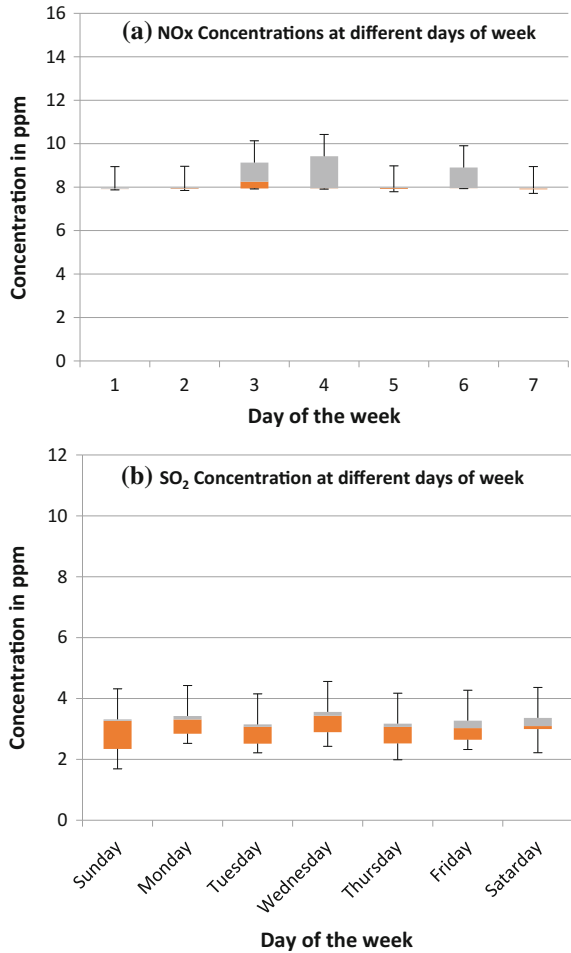 (a) NOx Concentrations at different days of week
Concentration in ppm
16
14
12
10
8
6
4
2
0
1 2 3 4 5 6 7
Day of the week
(b) SO2 Concentration at different days of week
Concentration in ppm
12
10
8
6
4
2
0
Sunday Monday Tuesday Wednesday Thursday Friday Satarday
Day of the week